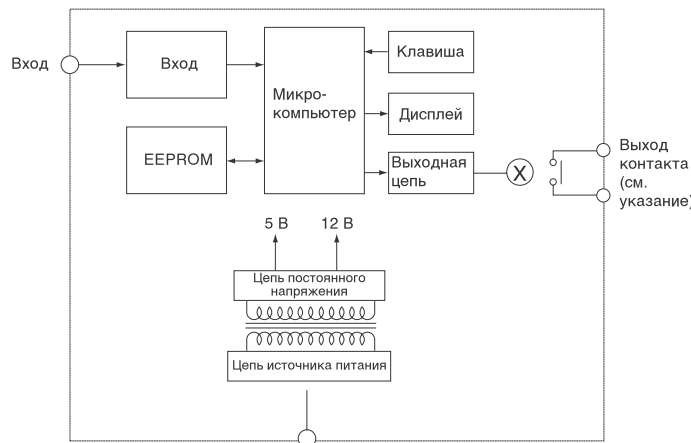 Вход
Вход
EEPROM
Микро-
компьютер
Клавиша
Дисплей
Выходная
цепь
X
Выход
контакта
(см.
указание)
5 В
12 В
Цепь постоянного
напряжения
Цепь источника питания